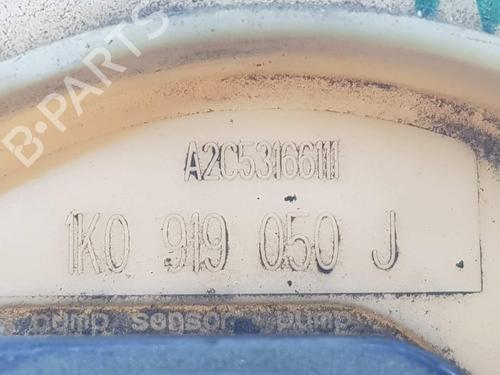 B-PARTS
A2C53166111
1K0 919 050 J
pump sensor pump